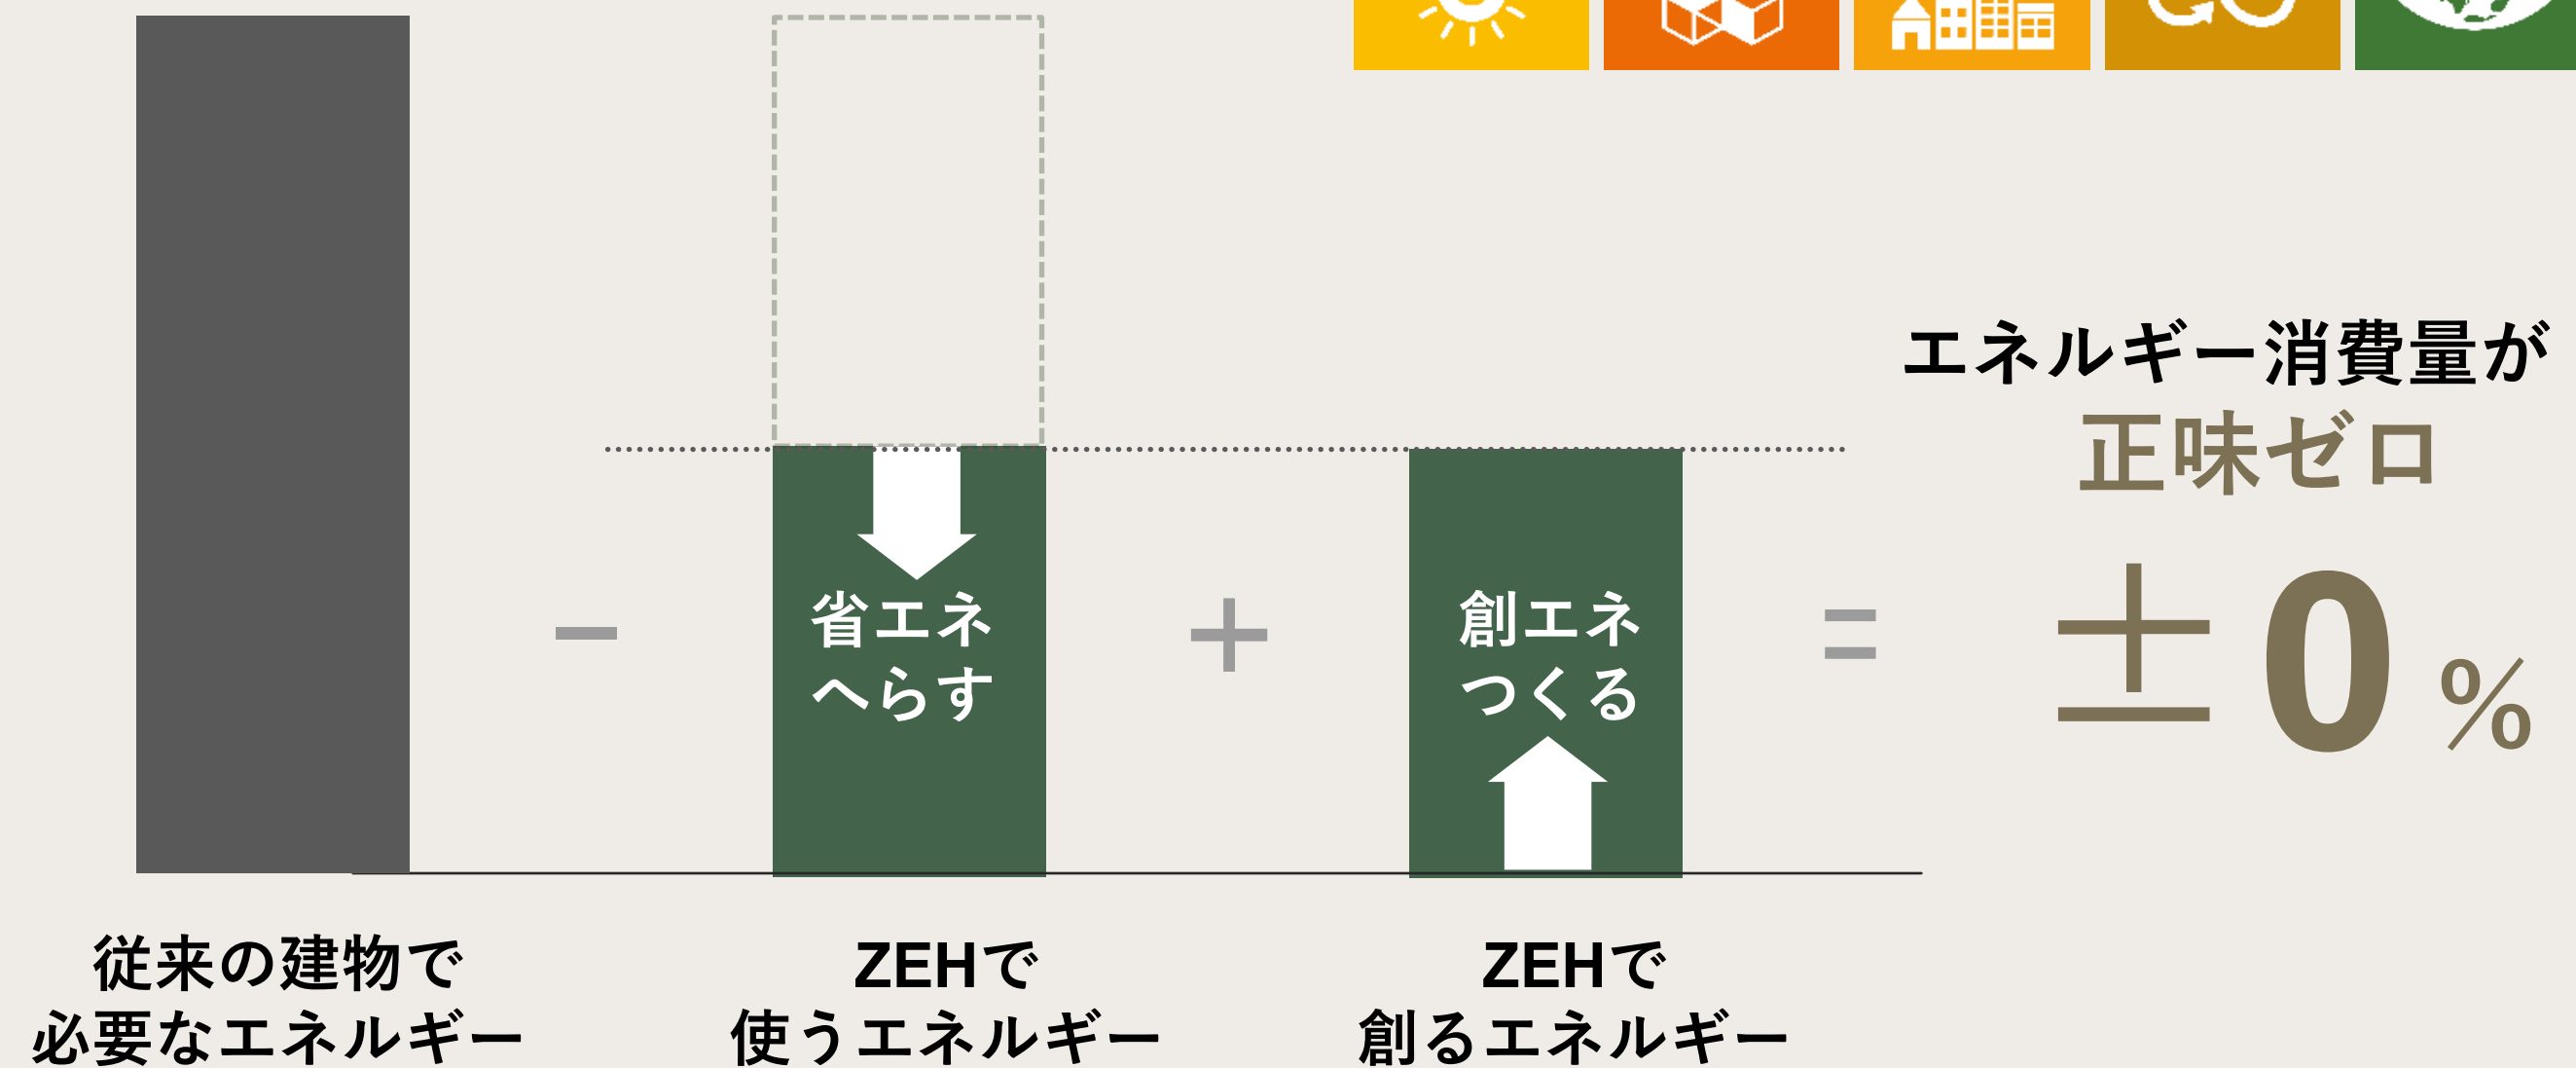 エネルギー消費量が
正味ゼロ
±0 %
省エネ
へらす
創エネ
つくる
－
＋
＝
従来の建物で
必要なエネルギー
ZEHで
使うエネルギー
ZEHで
創るエネルギー